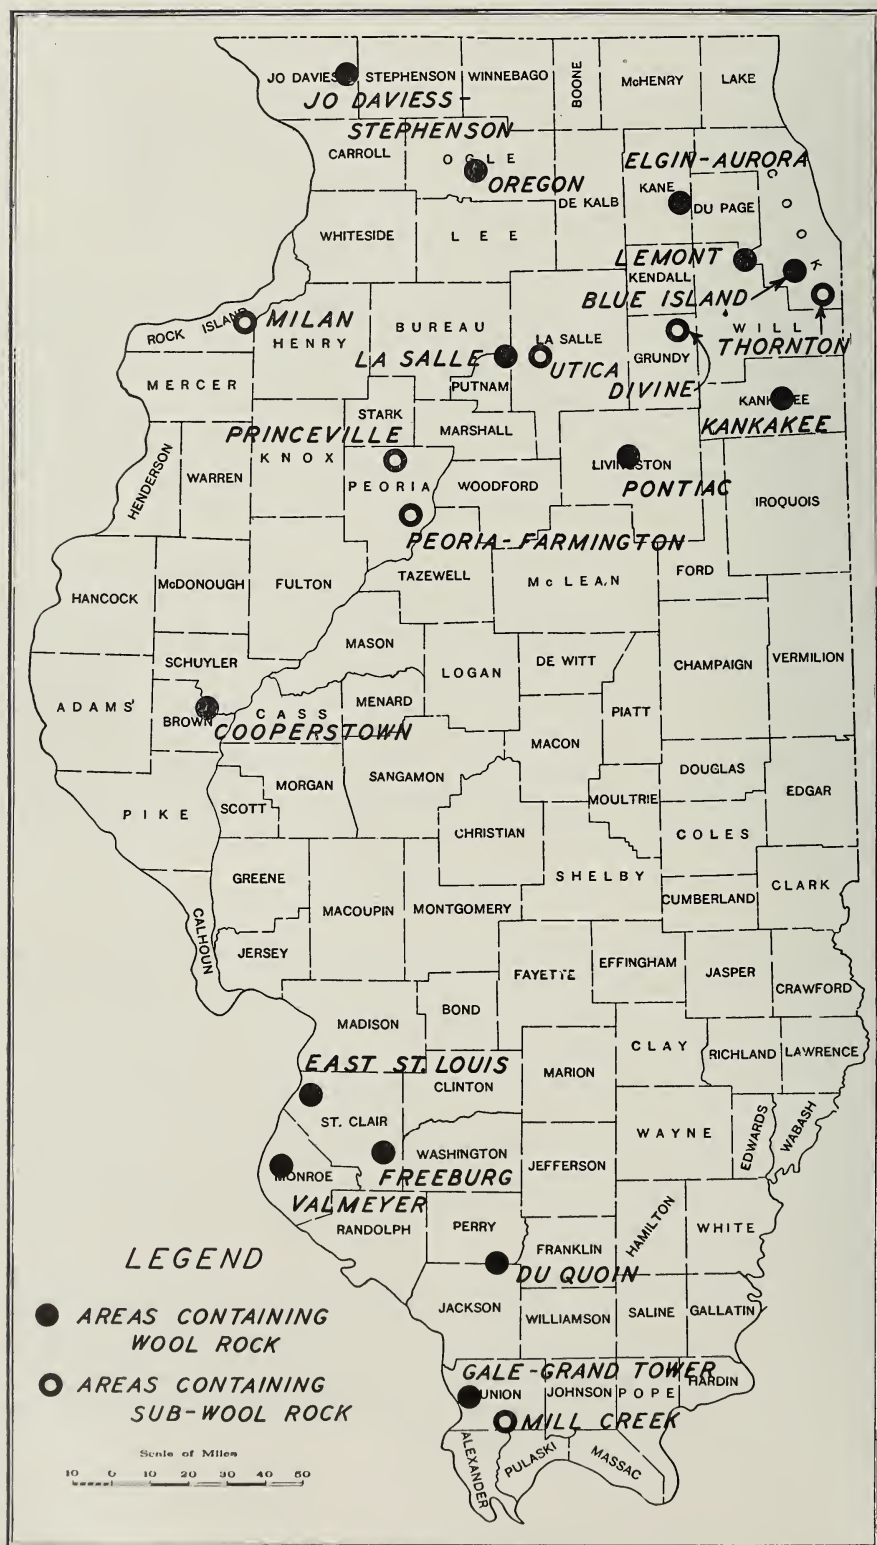 JO DAVIESS STEPHENSON WINNEBAGO BOONE McHENRY LAKE
JO DAVIESS-
STEPHENSON
CARROLL OGLE ELGIN-AURORA
OREGON KANE COOK
DE KALB DU PAGE
WHITESIDE LEE
LEMONT
KENDALL
BLUE ISLAND
ROCK ISLAND MILAN
HENRY BUREAU LA SALLE GRUNDY WILL
THORNTON
LA SALLE
UTICA
MERCER PUTNAM DIVINE KANKAKEE
STARK KANKAKEE
PRINCEVILLE MARSHALL
HENDERSON WARREN KNOX
PEORIA WOODFORD LIVINGSTON
PONTIAC IROQUOIS
PEORIA-FARMINGTON
HANCOCK McDONOUGH FULTON TAZEWELL McLEAN FORD
MASON
SCHUYLER LOGAN DE WITT CHAMPAIGN VERMILION
ADAMS BROWN CASS MENARD PIATT
COOPERSTOWN MACON
PIKE SCOTT MORGAN SANGAMON MOULTRIE DOUGLAS EDGAR
CHRISTIAN COLES
GREENE SHELBY CLARK
CALHOUN MACOUPIN MONTGOMERY CUMBERLAND
JERSEY FAYETTE EFFINGHAM JASPER CRAWFORD
MADISON BOND
EAST ST. LOUIS CLAY RICHLAND LAWRENCE
CLINTON MARION
ST. CLAIR WAYNE EDWARDS WABASH
WASHINGTON JEFFERSON
MONROE FREEBURG
VALMEYER
RANDOLPH PERRY HAMILTON WHITE
FRANKLIN
DU QUOIN
JACKSON WILLIAMSON SALINE GALLATIN
GALE-GRAND TOWER
UNION JOHNSON POPE HARDIN
MILL CREEK
ALEXANDER PULASKI MASSAC
LEGEND
AREAS CONTAINING
WOOL ROCK
AREAS CONTAINING
SUB-WOOL ROCK
Scale of Miles
10 0 10 20 30 40 50